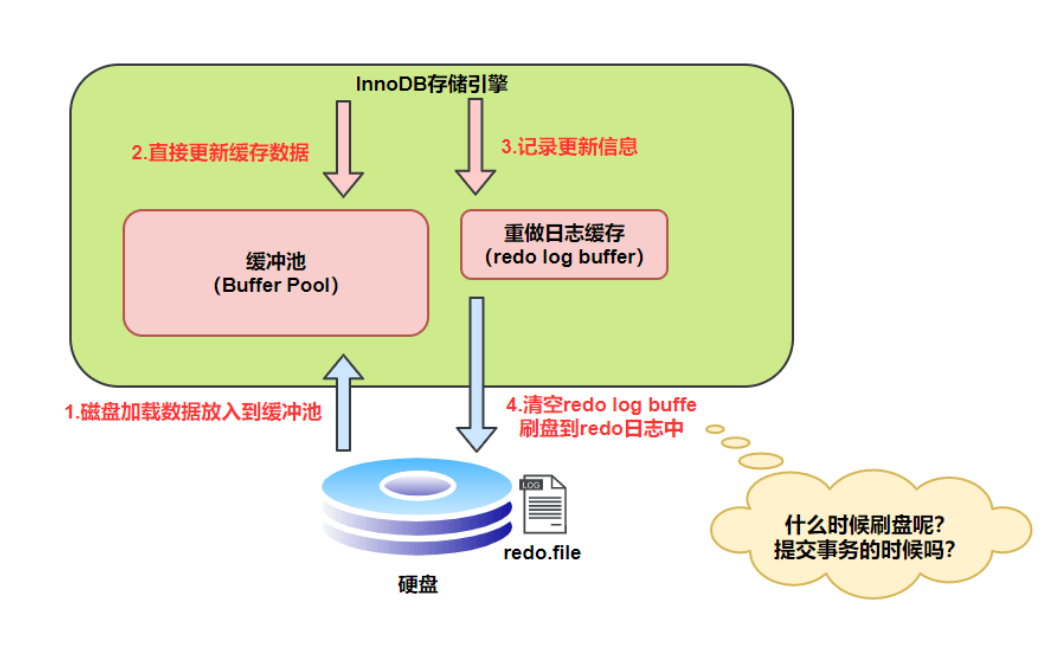 InnoDB存储引擎
2.直接更新缓存数据
3.记录更新信息
缓冲池
（Buffer Pool）
重做日志缓存
（redo log buffer）
1.磁盘加载数据放入到缓冲池
4.清空redo log buffe
刷盘到redo日志中
LOG
redo.file
硬盘
什么时候刷盘呢？
提交事务的时候吗？